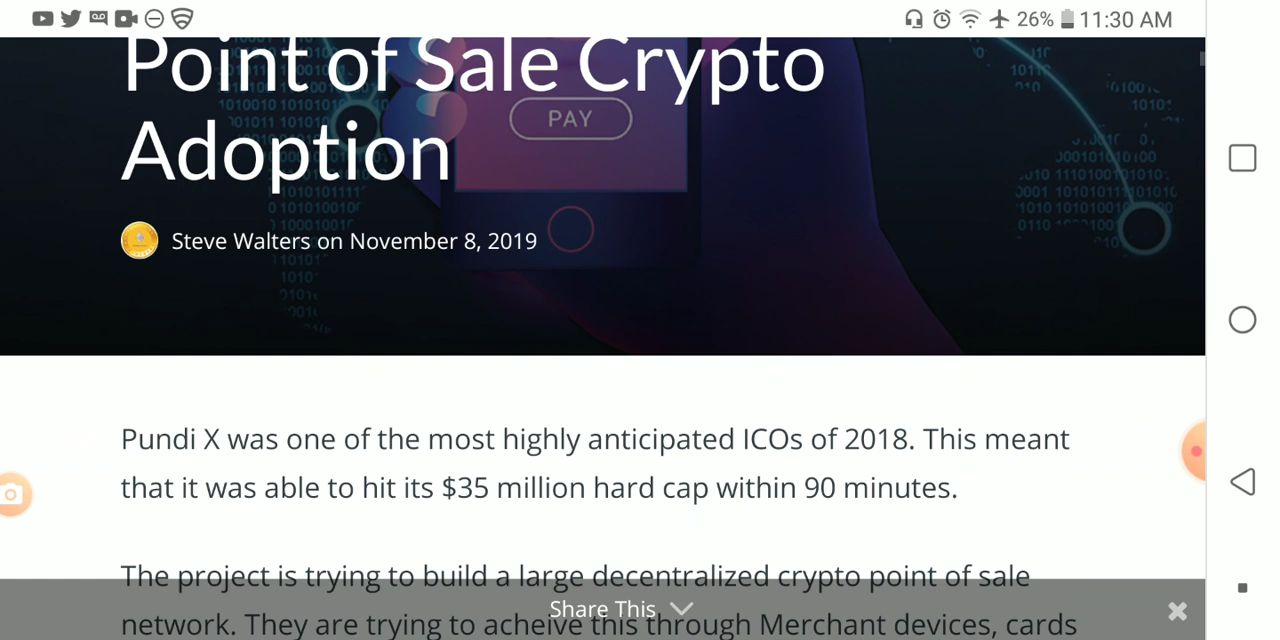 26% 11:30 AM
Point of Sale Crypto
Adoption
PAY
Steve Walters on November 8, 2019
Pundi X was one of the most highly anticipated ICOs of 2018. This meant
that it was able to hit its $35 million hard cap within 90 minutes.
The project is trying to build a large decentralized crypto point of sale
Share This
network. They are trying to acheive this through Merchant devices, cards